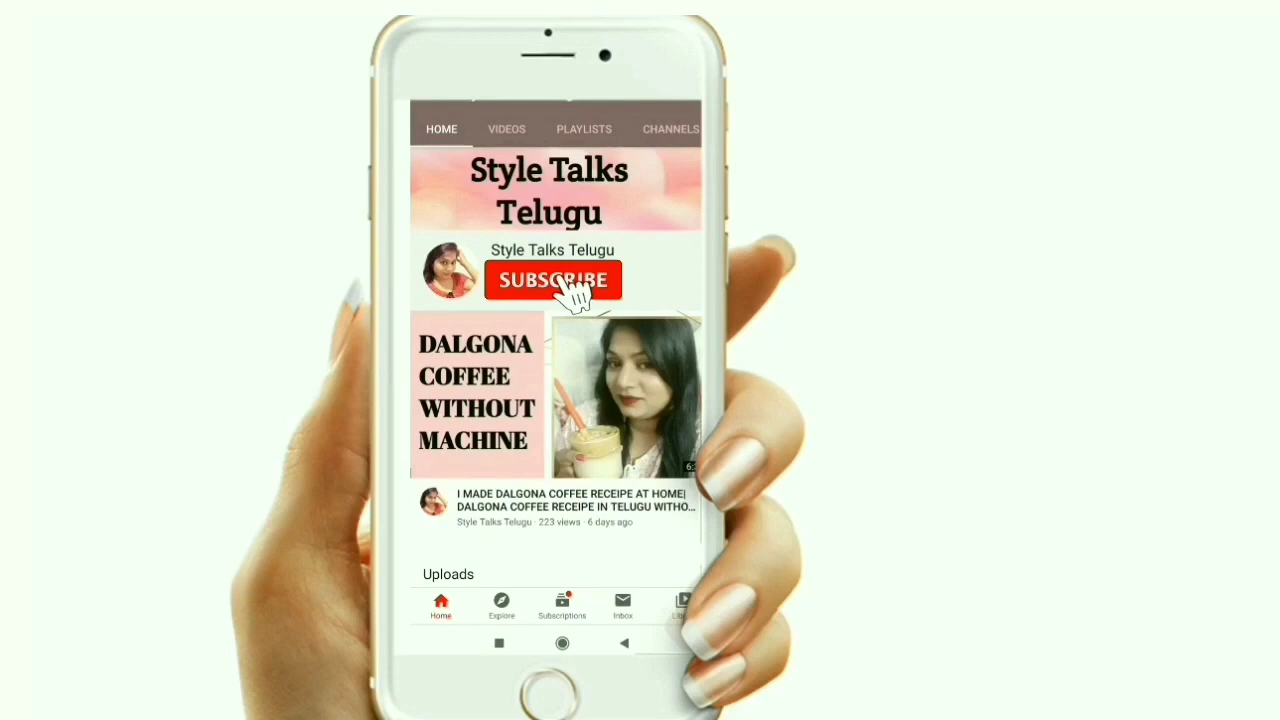 HOME VIDEOS PLAYLISTS CHANNELS
Style Talks
Telugu
Style Talks Telugu
SUBSCRIBE
DALGONA
COFFEE
WITHOUT
MACHINE
I MADE DALGONA COFFEE RECEIPE AT HOME|
DALGONA COFFEE RECEIPE IN TELUGU WITHO...
Style Talks Telugu · 223 views · 6 days ago
Uploads
Home Explore Subscriptions Inbox